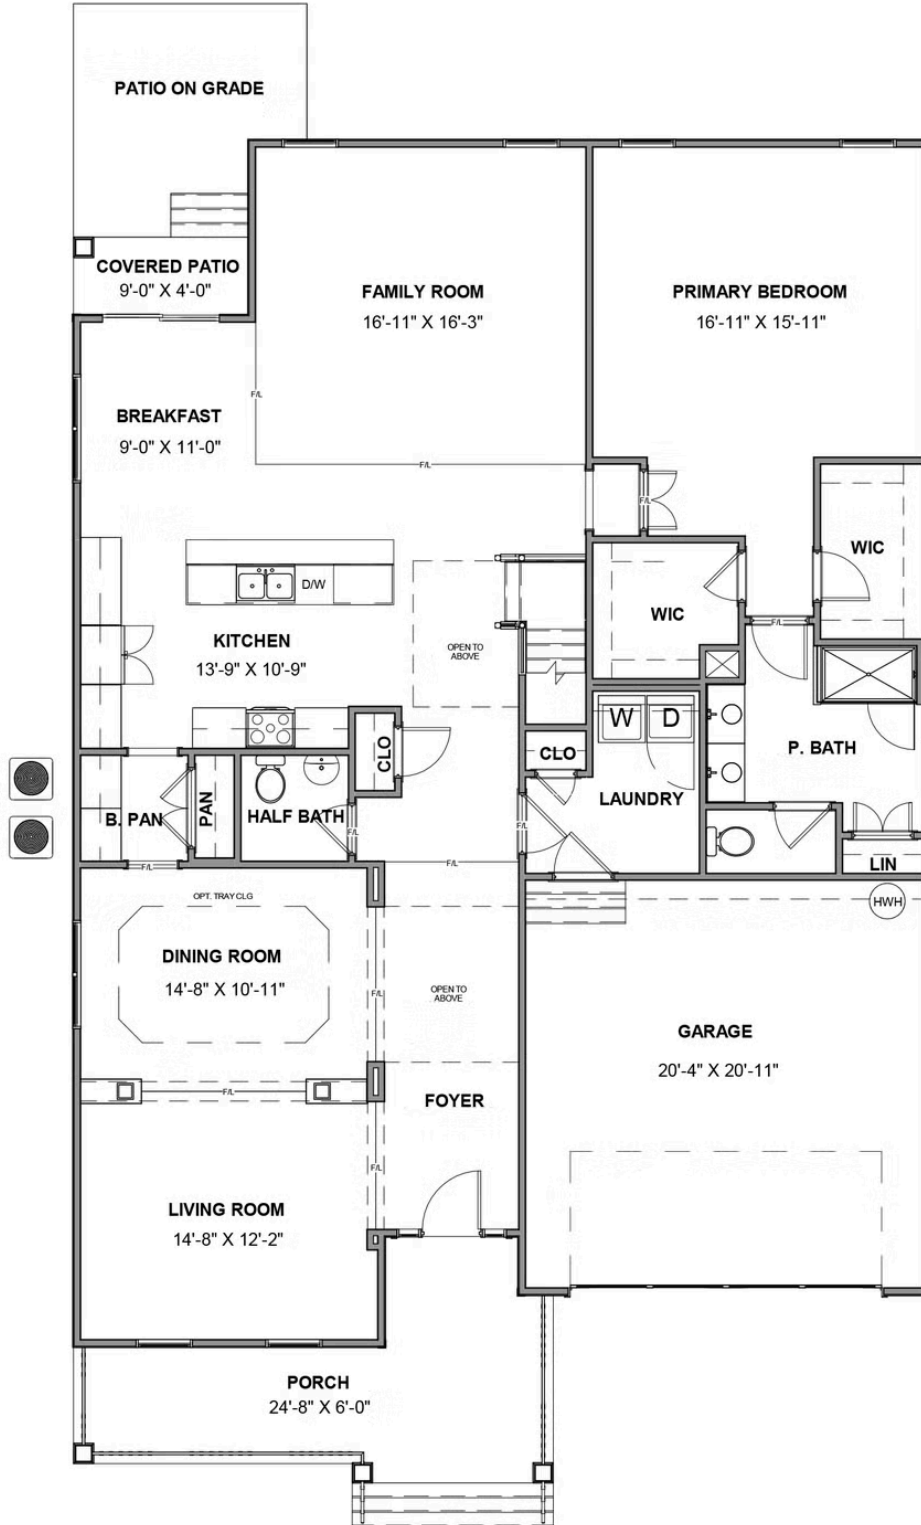 PATIO ON GRADE
COVERED PATIO
9'-0" X 4'-0"
FAMILY ROOM
16'-11" X 16'-3"
PRIMARY BEDROOM
16'-11" X 15'-11"
F/L
BREAKFAST
9'-0" X 11'-0"
F/L
F/L
WIC
D/W
WIC
F/L
KITCHEN
13'-9" X 10'-9"
OPEN TO
ABOVE
W
D
CLO
CLO
P. BATH
LAUNDRY
B. PAN
PAN
HALF BATH
F/L
F/L
F/L
F/L
LIN
OPT. TRAY CLG
HWH
DINING ROOM
14'-8" X 10'-11"
F/L
OPEN TO
ABOVE
GARAGE
20'-4" X 20'-11"
F/L
FOYER
F/L
LIVING ROOM
14'-8" X 12'-2"
PORCH
24'-8" X 6'-0"